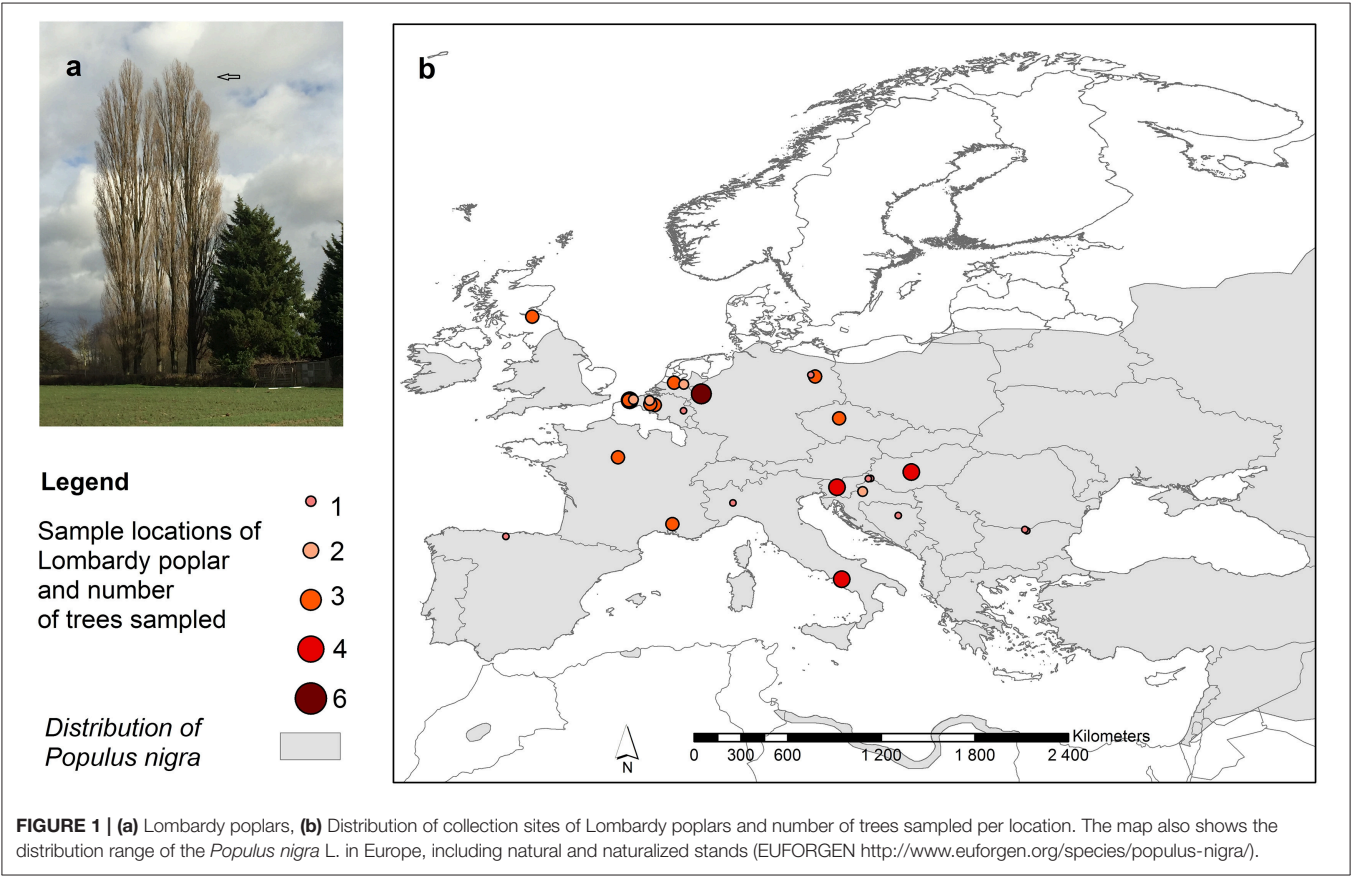 a
b
Legend
Sample locations of
Lombardy poplar
and number
of trees sampled
1
2
3
4
6
Distribution of
Populus nigra
N
Kilometers
0 300 600 1 200 1 800 2 400
FIGURE 1 | (a) Lombardy poplars, (b) Distribution of collection sites of Lombardy poplars and number of trees sampled per location. The map also shows the
distribution range of the Populus nigra L. in Europe, including natural and naturalized stands (EUFORGEN http://www.euforgen.org/species/populus-nigra/).